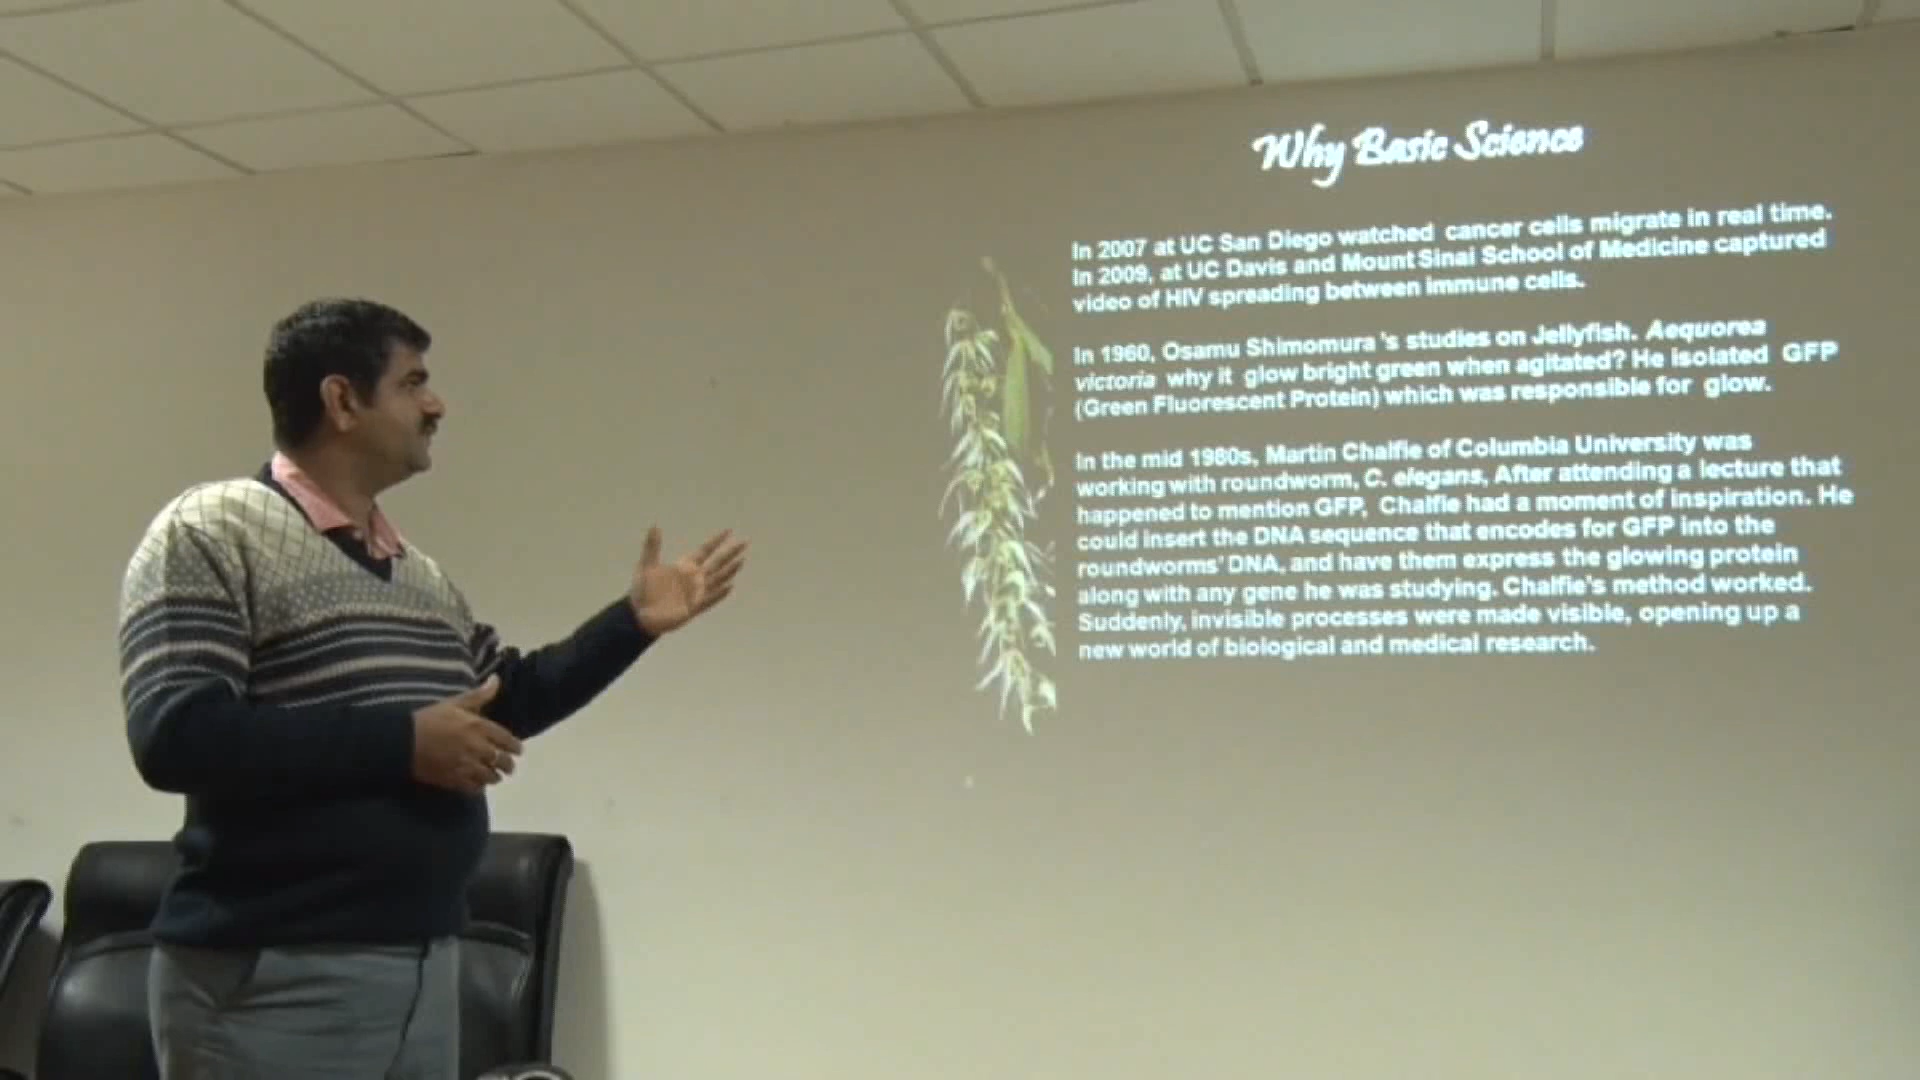 Why Basic Science
In 2007 at UC San Diego watched cancer cells migrate in real time.
In 2009, at UC Davis and Mount Sinai School of Medicine captured
video of HIV spreading between immune cells.
In 1960, Osamu Shimomura 's studies on Jellyfish. Aequorea
victoria why it glow bright green when agitated? He isolated GFP
(Green Fluorescent Protein) which was responsible for glow.
In the mid 1980s, Martin Chalfie of Columbia University was
working with roundworm, C. elegans, After attending a lecture that
happened to mention GFP, Chalfie had a moment of inspiration. He
could insert the DNA sequence that encodes for GFP into the
roundworms' DNA, and have them express the glowing protein
along with any gene he was studying. Chalfie's method worked.
Suddenly, invisible processes were made visible, opening up a
new world of biological and medical research.